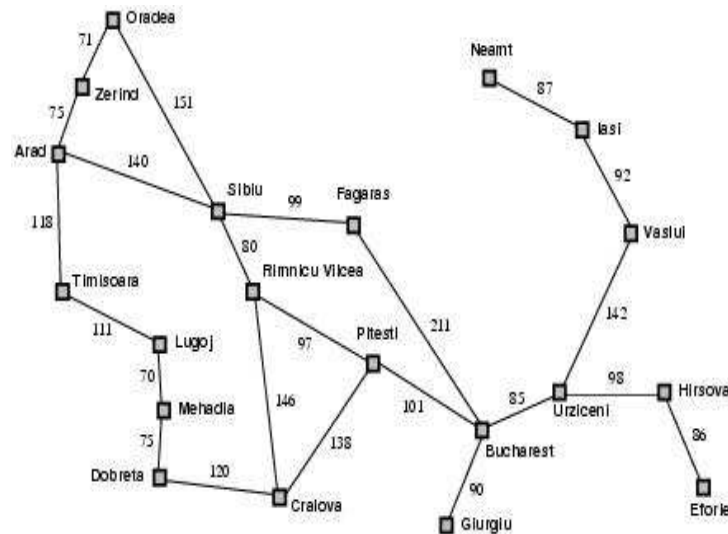 Oradea
71
Neamt
Zerind
87
75
151
Iasi
Arad
140
92
Sibiu
Fagaras
99
118
Vaslui
80
Timisoara
Rimnicu Vilcea
111
211
142
Lugoj
97
Pitesti
70
98
Hirsova
146
85
Mehadia
101
Urziceni
138
86
75
Bucharest
120
Dobreta
90
Craiova
Eforie
Giurgiu